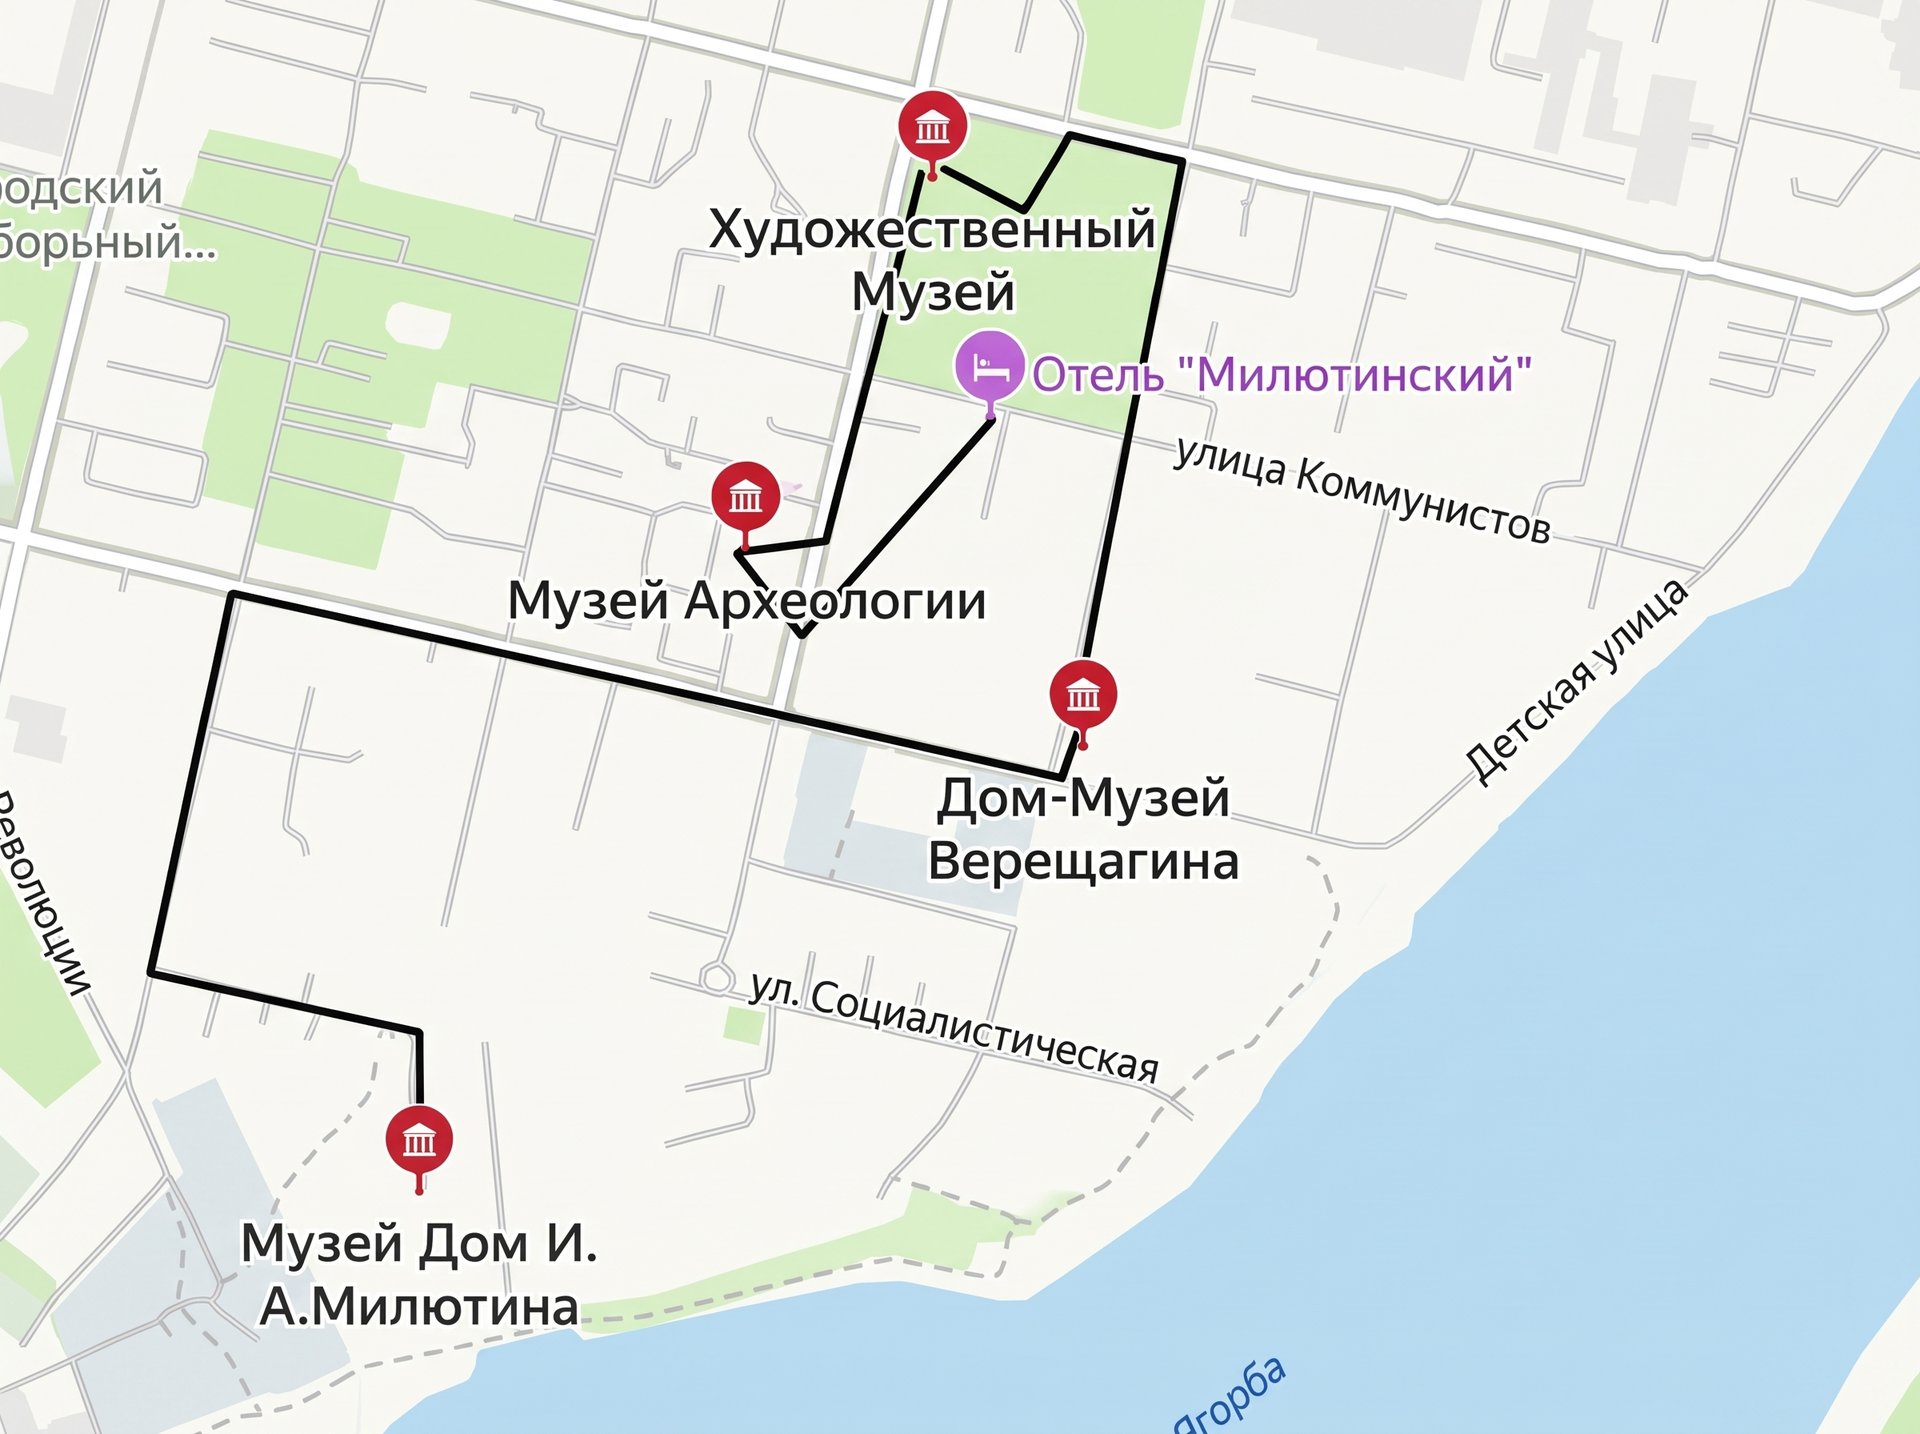 родский
борьный...
Художественный
Музей
Отель "Милютинский"
улица Коммунистов
Музей Археологии
Детская улица
Дом-Музей
Верещагина
Революции
ул. Социалистическая
Музей Дом И.
А.Милютина
Ягорба